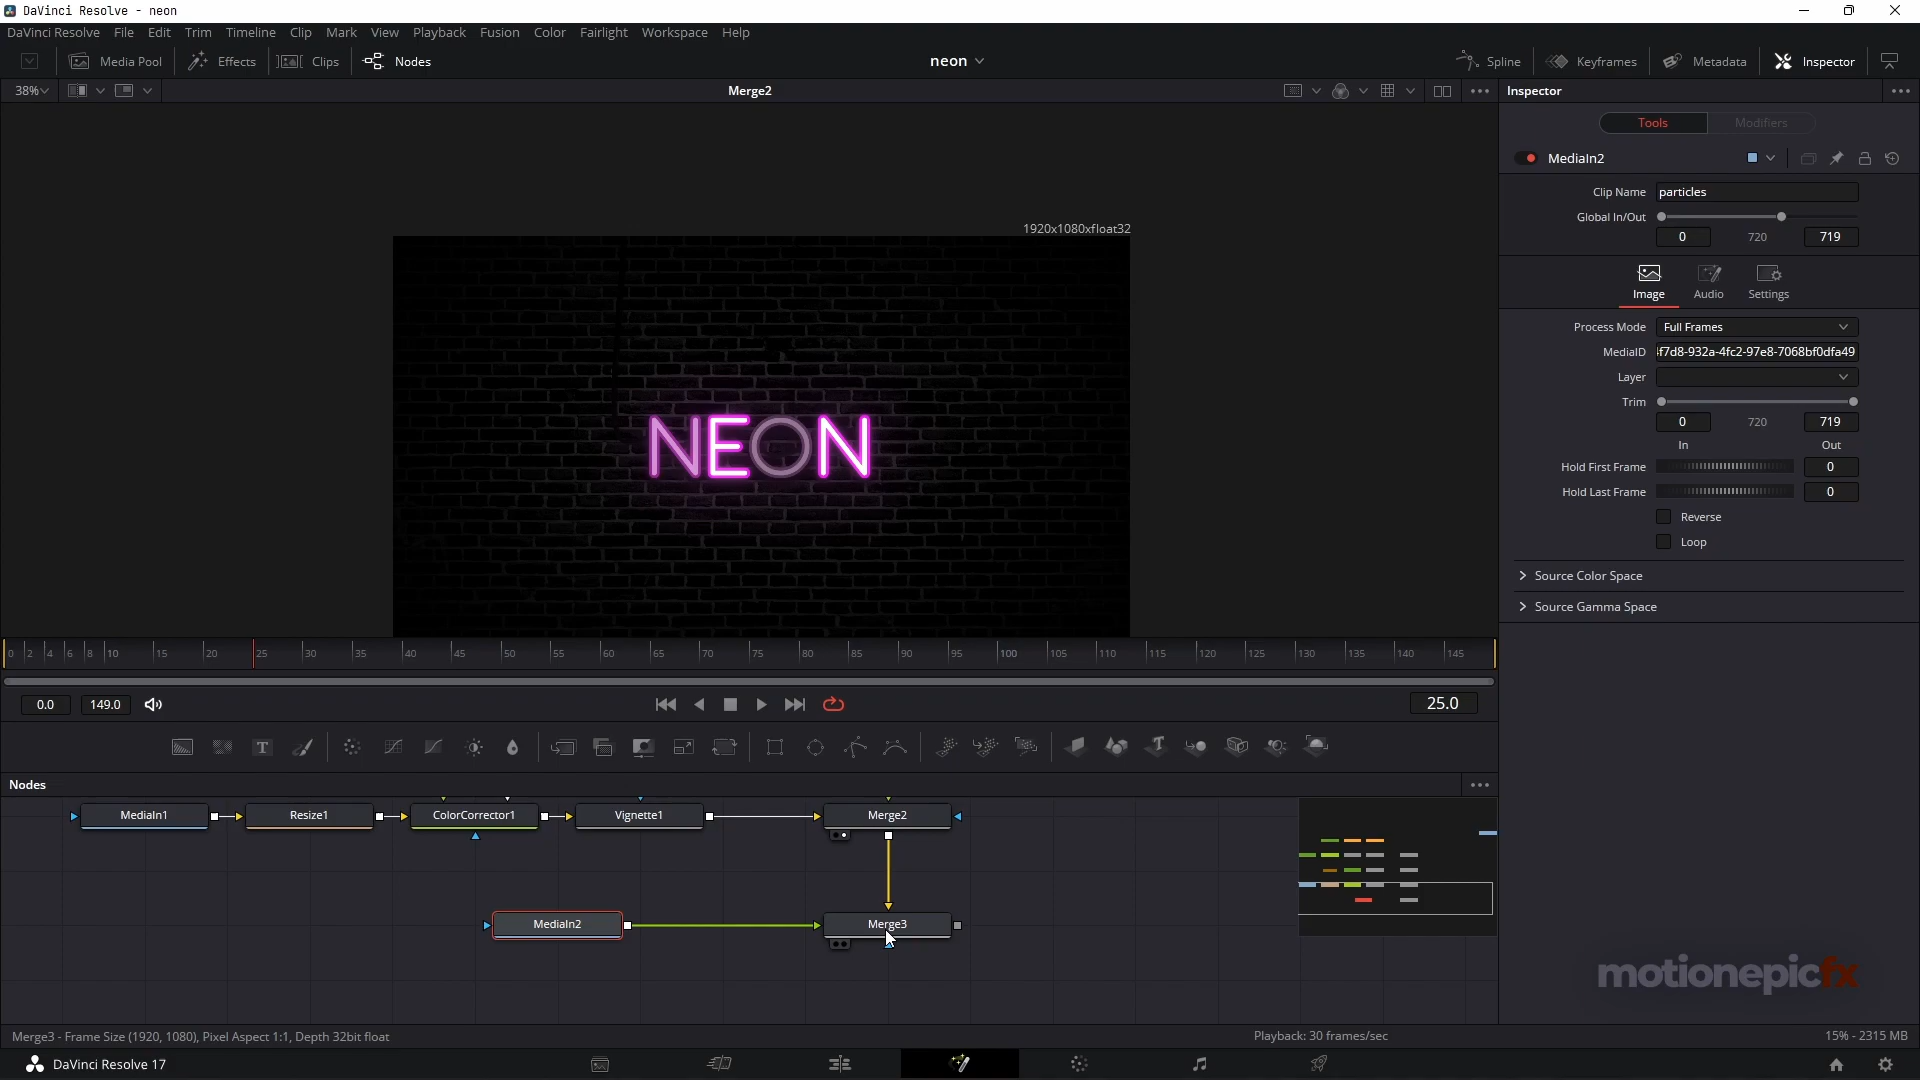 DaVinci Resolve - neon
DaVinci Resolve File Edit Trim Timeline Clip Mark View Playback Fusion Color Fairlight Workspace Help
Media Pool Effects Clips Nodes neon Spline Keyframes Metadata Inspector
38% Merge2 Inspector
Tools Modifiers
MediaIn2
Clip Name particles
Global In/Out
0 720 719
1920x1080xfloat32
Image Audio Settings
Process Mode Full Frames
MediaID f7d8-932a-4fc2-97e8-7068bf0dfa49
Layer
Trim
0 720 719
In Out
Hold First Frame 0
Hold Last Frame 0
Reverse
Loop
Source Color Space
Source Gamma Space
NEON
0 2 4 6 8 10 15 20 25 30 35 40 45 50 55 60 65 70 75 80 85 90 95 100 105 110 115 120 125 130 135 140 145
0.0 149.0 25.0
Nodes
MediaIn1 Resize1 ColorCorrector1 Vignette1 Merge2
MediaIn2 Merge3
motionepicfx
Merge3 - Frame Size (1920, 1080), Pixel Aspect 1:1, Depth 32bit float Playback: 30 frames/sec 15% - 2315 MB
DaVinci Resolve 17